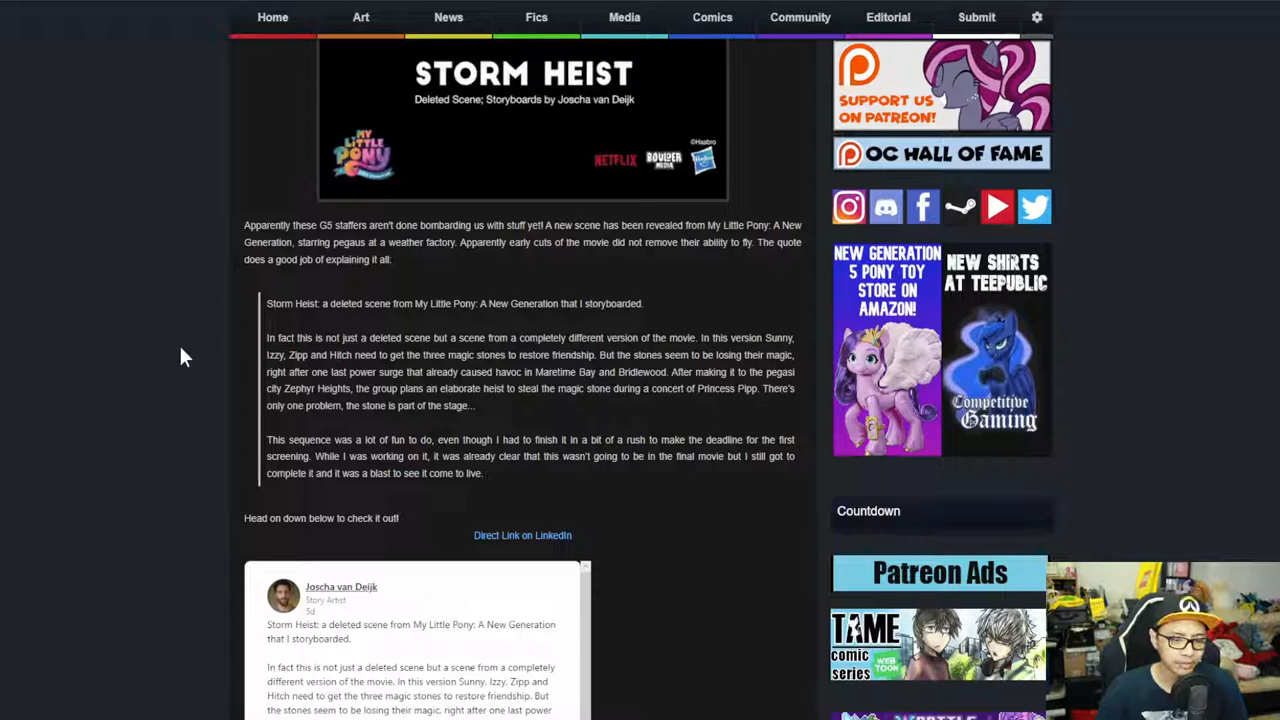 Home Art News Fics Media Comics Community Editorial Submit
STORM HEIST
Deleted Scene; Storyboards by Joscha van Deijk
MY LITTLE PONY
NETFLIX BOULDER MEDIA ©Hasbro Hasbro
Apparently these G5 staffers aren't done bombarding us with stuff yet! A new scene has been revealed from My Little Pony: A New
Generation, starring pegaus at a weather factory. Apparently early cuts of the movie did not remove their ability to fly. The quote
does a good job of explaining it all:
Storm Heist: a deleted scene from My Little Pony: A New Generation that I storyboarded.
In fact this is not just a deleted scene but a scene from a completely different version of the movie. In this version Sunny,
Izzy, Zipp and Hitch need to get the three magic stones to restore friendship. But the stones seem to be losing their magic,
right after one last power surge that already caused havoc in Maretime Bay and Bridlewood. After making it to the pegasi
city Zephyr Heights, the group plans an elaborate heist to steal the magic stone during a concert of Princess Pipp. There's
only one problem, the stone is part of the stage...
This sequence was a lot of fun to do, even though I had to finish it in a bit of a rush to make the deadline for the first
screening. While I was working on it, it was already clear that this wasn't going to be in the final movie but I still got to
complete it and it was a blast to see it come to live.
Head on down below to check it out!
Direct Link on LinkedIn
Joscha van Deijk
Story Artist
5d
Storm Heist: a deleted scene from My Little Pony: A New Generation
that I storyboarded.
In fact this is not just a deleted scene but a scene from a completely
different version of the movie. In this version Sunny, Izzy, Zipp and
Hitch need to get the three magic stones to restore friendship. But
the stones seem to be losing their magic, right after one last power
SUPPORT US
ON PATREON!
OC HALL OF FAME
NEW GENERATION
5 PONY TOY
STORE ON
AMAZON!
NEW SHIRTS
AT TEEPUBLIC
Competitive
Gaming
Countdown
Patreon Ads
TAME
comic
series
WEB
TOON